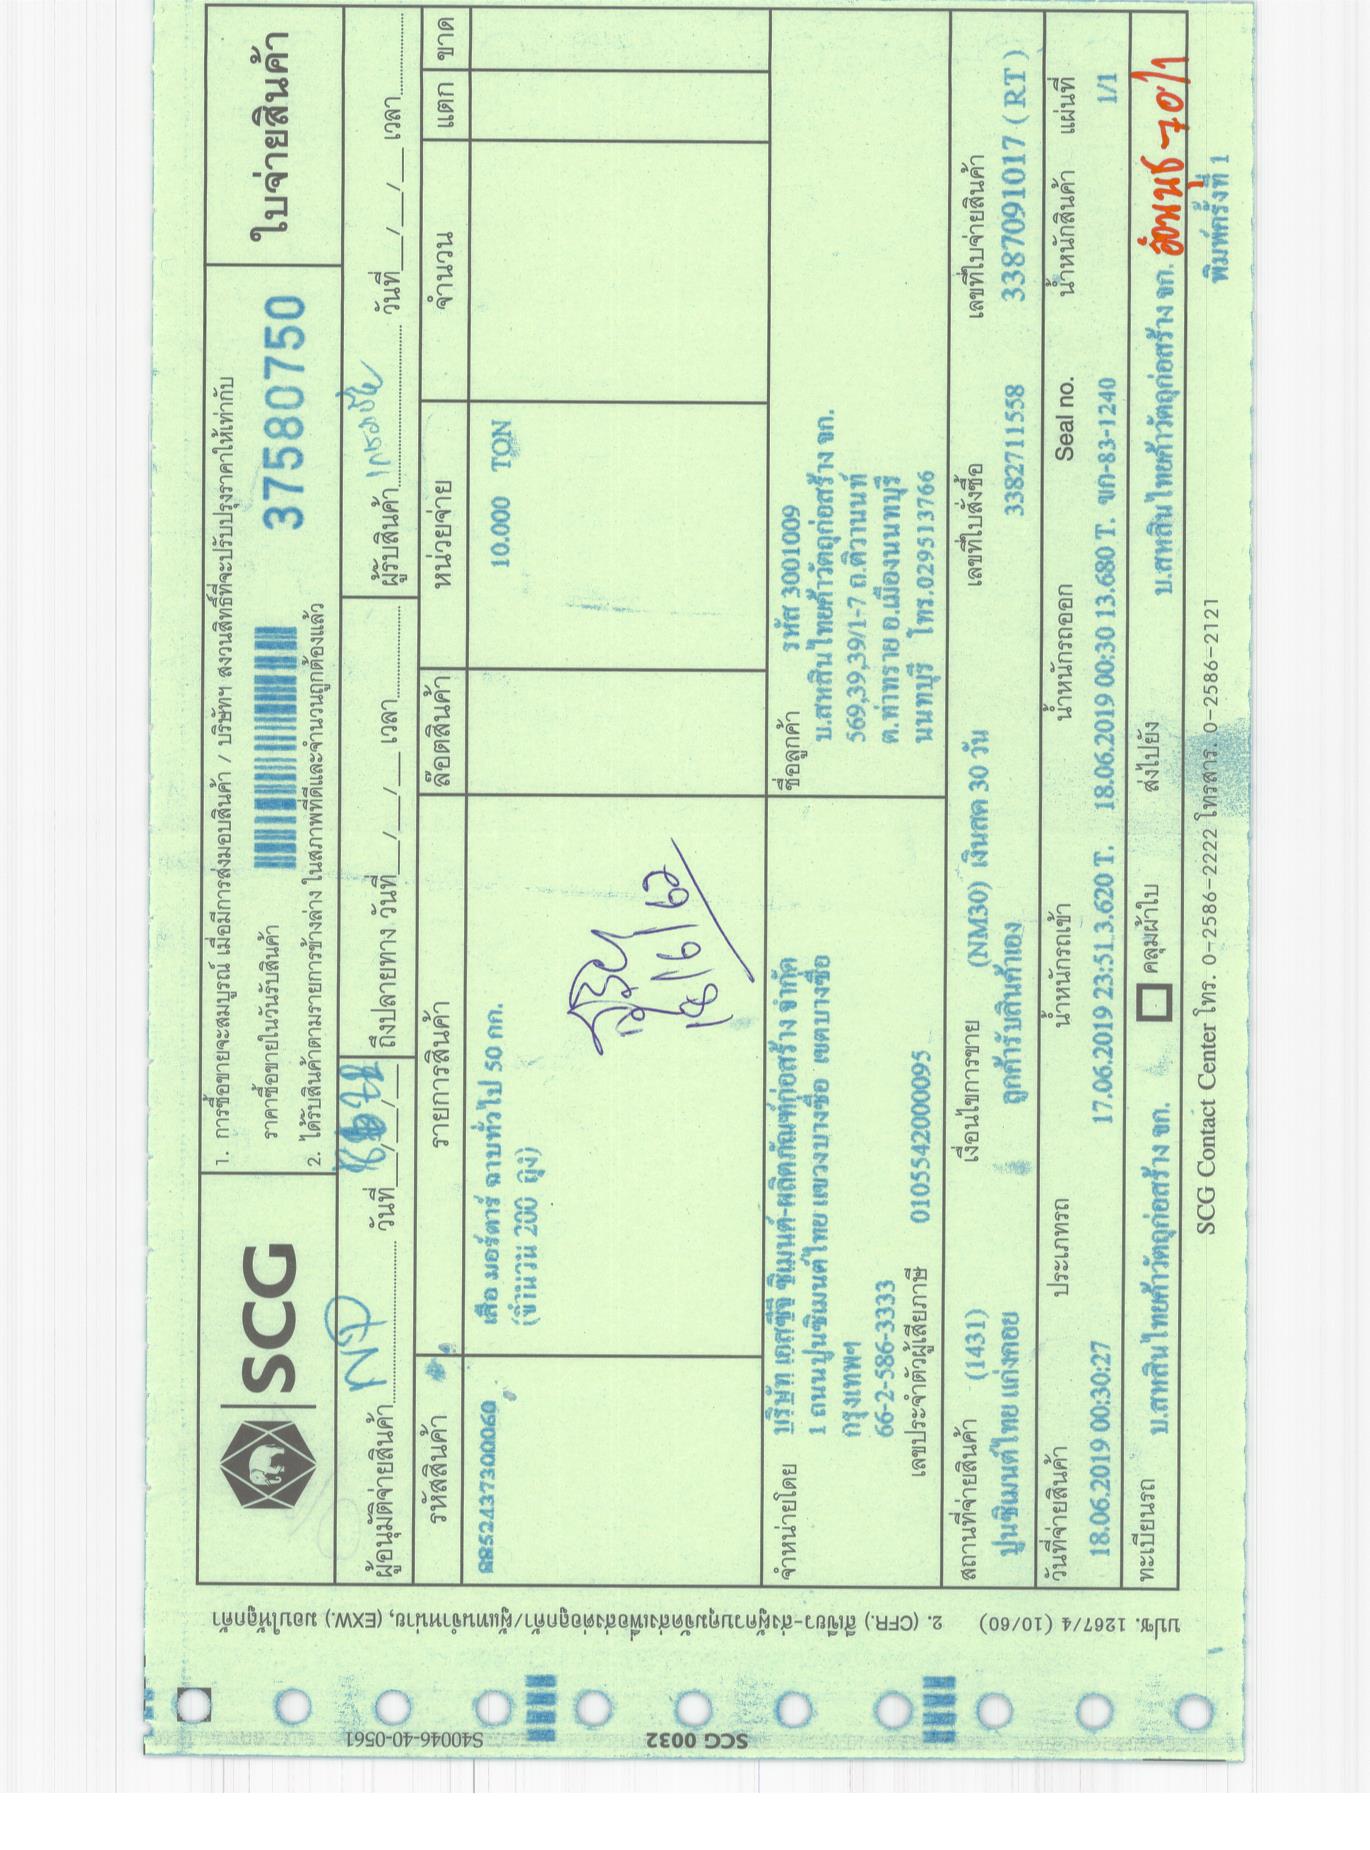 SCG
1. การซื้อขายจะสมบูรณ์ เมื่อมีการส่งมอบสินค้า / บริษัทฯ สงวนสิทธิ์ที่จะปรับปรุงราคาให้เท่ากับ
ราคาซื้อขายในวันรับสินค้า
37580750
2. ได้รับสินค้าตามรายการข้างล่าง ในสภาพที่ดีและจำนวนถูกต้องแล้ว
ใบจ่ายสินค้า
ผู้อนุมัติจ่ายสินค้า NP วันที่ / / ถึงปลายทาง วันที่ / / เวลา ผู้รับสินค้า วันที่ / / เวลา
รหัสสินค้า รายการสินค้า ล๊อตสินค้า หน่วยจ่าย จำนวน แตก ขาด
8852437300060 เสือ มอร์ตาร์ ฉาบทั่วไป 50 กก. 10.000 TON
(จำนวน 200 ถุง)
18/6/62
จำหน่ายโดย บริษัท เอสซีจี ซิเมนต์-ผลิตภัณฑ์ก่อสร้าง จำกัด
1 ถนนปูนซิเมนต์ไทย แขวงบางซื่อ เขตบางซื่อ
กรุงเทพฯ
66-2-586-3333
เลขประจำตัวผู้เสียภาษี 0105542000095
ชื่อลูกค้า รหัส 3001009
บ.สหสินไทยค้าวัตถุก่อสร้าง จก.
569,39,39/1-7 ถ.ติวานนท์
ต.ท่าทราย อ.เมืองนนทบุรี
นนทบุรี โทร.029513766
สถานที่จ่ายสินค้า (1431) เงื่อนไขการขาย (NM30) เงินสด 30 วัน เลขที่ใบสั่งซื้อ เลขที่ใบจ่ายสินค้า
ปูนซิเมนต์ไทย แก่งคอย ลูกค้ารับสินค้าเอง 3382711558 3387091017 ( RT )
วันที่จ่ายสินค้า ประเภทรถ น้ำหนักรถเข้า น้ำหนักรถออก Seal no. น้ำหนักสินค้า แผ่นที่
18.06.2019 00:30:27 17.06.2019 23:51 3.620 T. 18.06.2019 00:30 13.680 T. ขก-83-1240 1/1
ทะเบียนรถ บ.สหสินไทยค้าวัตถุก่อสร้าง จก. คลุมผ้าใบ ส่งไปยัง บ.สหสินไทยค้าวัตถุก่อสร้าง จก. อ่อนนุช-70/1
SCG Contact Center โทร. 0-2586-2222 โทรสาร. 0-2586-2121
พิมพ์ครั้งที่ 1
S40046-40-0561
SCG 0032
บปซ. 1267/4 (10/60) 2. (CFR.) สีเขียว-ส่งผู้ควบคุมจัดส่งเพื่อส่งต่อลูกค้า/ผู้แทนจำหน่าย, (EXW.) มอบให้ลูกค้า